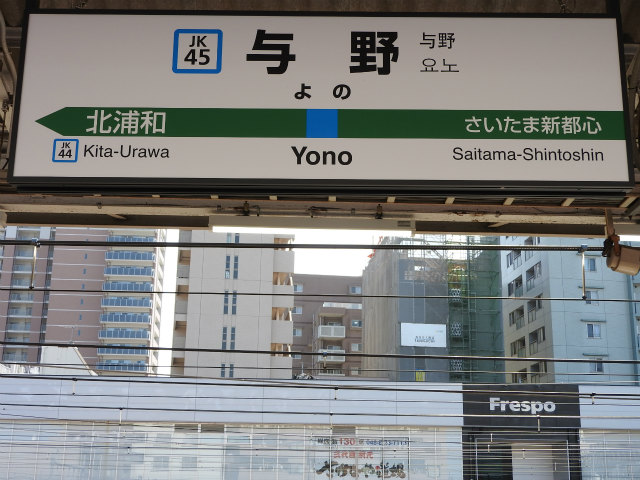 JK
45
与野
与野
요노
よの
北浦和
さいたま新都心
JK
44
Kita-Urawa
Yono
Saitama-Shintoshin
Frespo
130